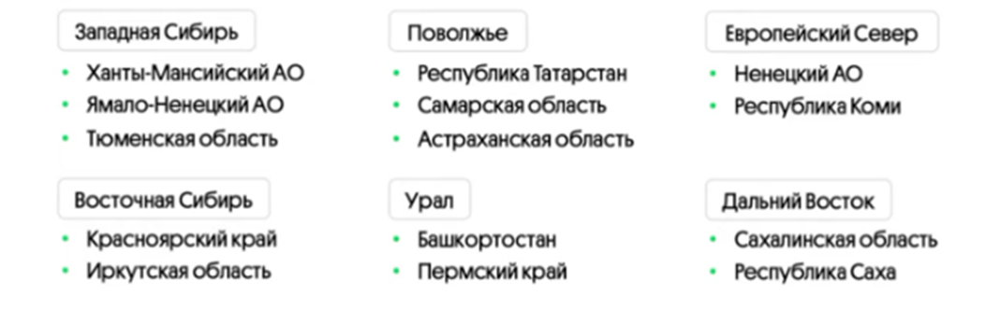 Западная Сибирь
Ханты-Мансийский АО
Ямало-Ненецкий АО
Тюменская область
Поволжье
Республика Татарстан
Самарская область
Астраханская область
Европейский Север
Ненецкий АО
Республика Коми
Восточная Сибирь
Красноярский край
Иркутская область
Урал
Башкортостан
Пермский край
Дальний Восток
Сахалинская область
Республика Саха